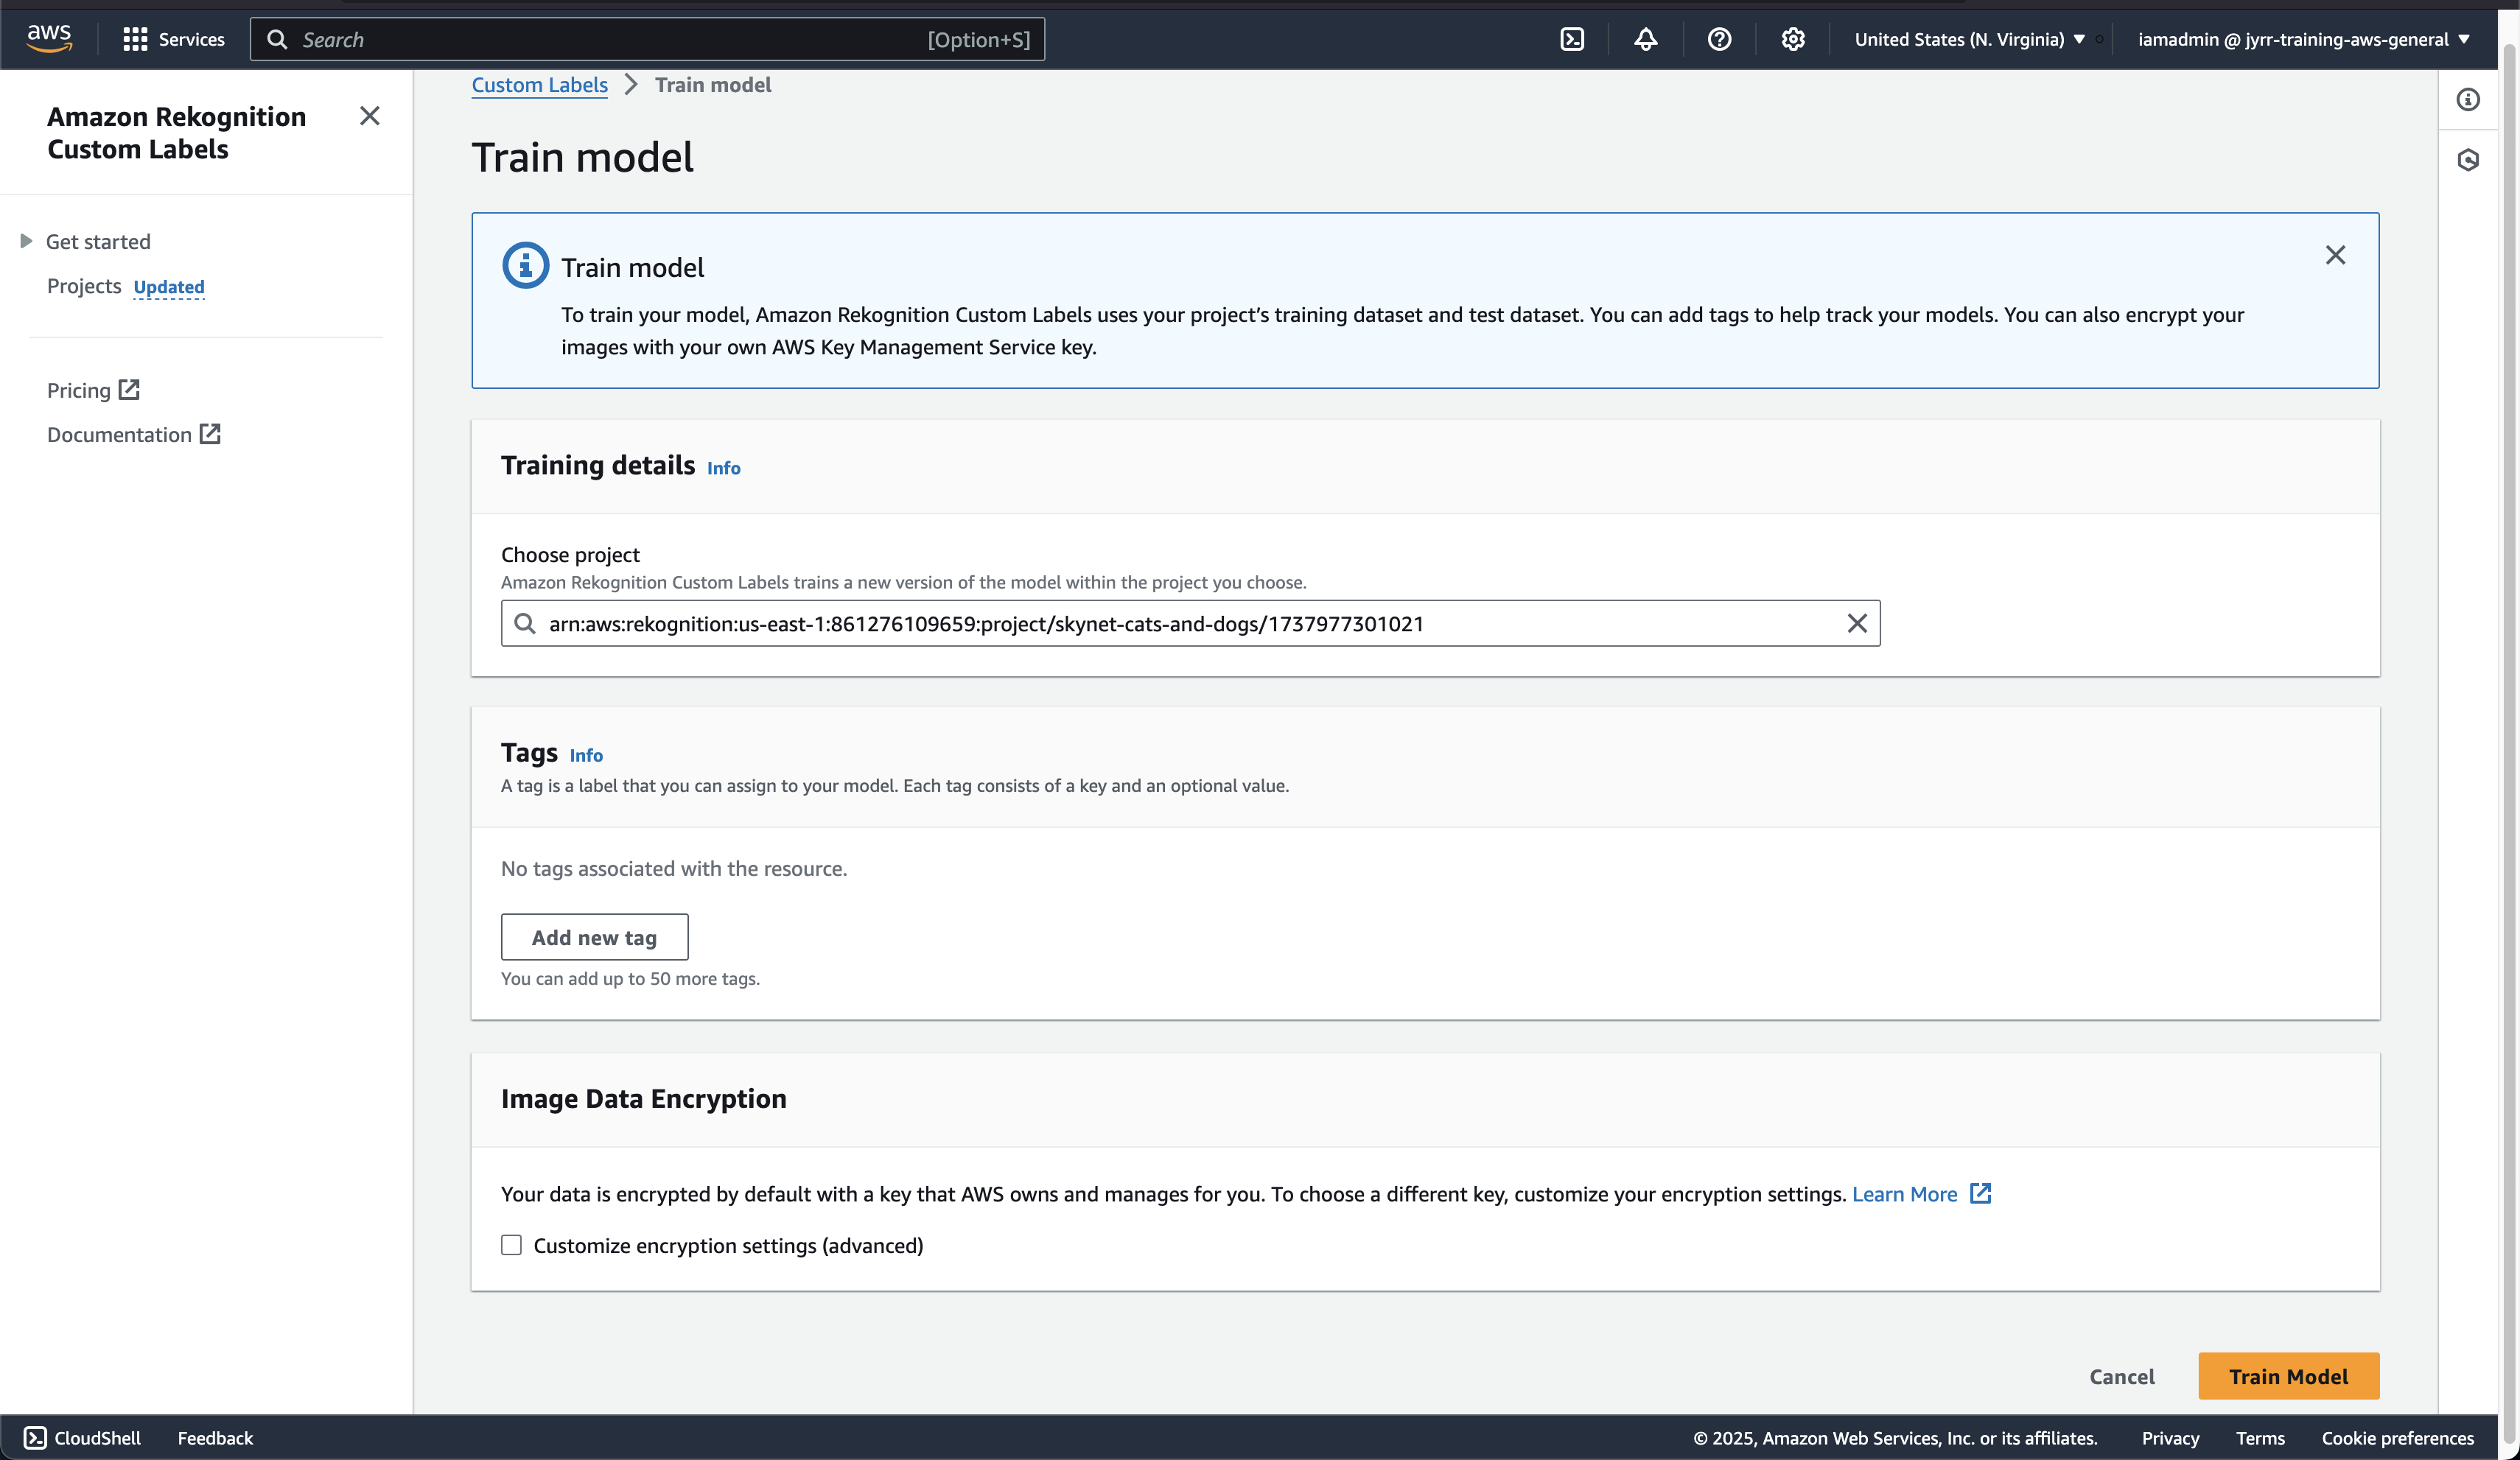 aws
Services
Search
[Option+S]
United States (N. Virginia)
iamadmin @ jyrr-training-aws-general
Amazon Rekognition
Custom Labels
Get started
Projects Updated
Pricing
Documentation
Custom Labels > Train model
Train model
Train model
To train your model, Amazon Rekognition Custom Labels uses your project’s training dataset and test dataset. You can add tags to help track your models. You can also encrypt your
images with your own AWS Key Management Service key.
Training details Info
Choose project
Amazon Rekognition Custom Labels trains a new version of the model within the project you choose.
arn:aws:rekognition:us-east-1:861276109659:project/skynet-cats-and-dogs/1737977301021
Tags Info
A tag is a label that you can assign to your model. Each tag consists of a key and an optional value.
No tags associated with the resource.
Add new tag
You can add up to 50 more tags.
Image Data Encryption
Your data is encrypted by default with a key that AWS owns and manages for you. To choose a different key, customize your encryption settings. Learn More
Customize encryption settings (advanced)
Cancel
Train Model
CloudShell
Feedback
© 2025, Amazon Web Services, Inc. or its affiliates.
Privacy
Terms
Cookie preferences